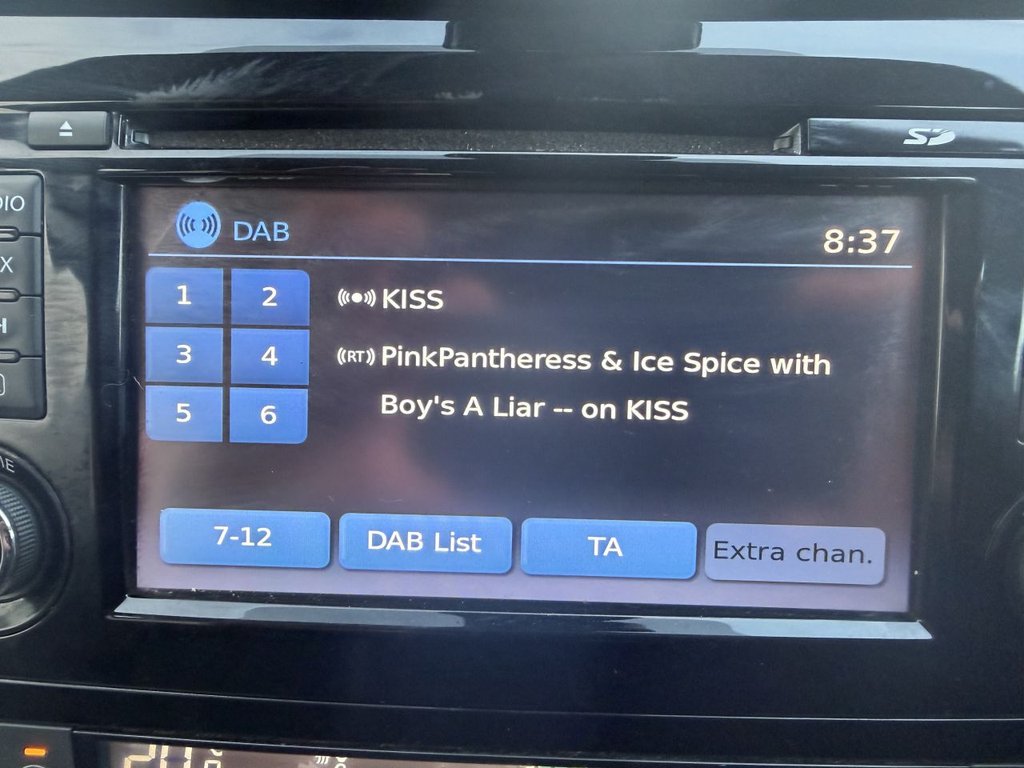 SD
DAB
8:37
1
2
KISS
3
4
((RT)) PinkPantheress & Ice Spice with
Boy's A Liar -- on KISS
5
6
7-12
DAB List
TA
Extra chan.